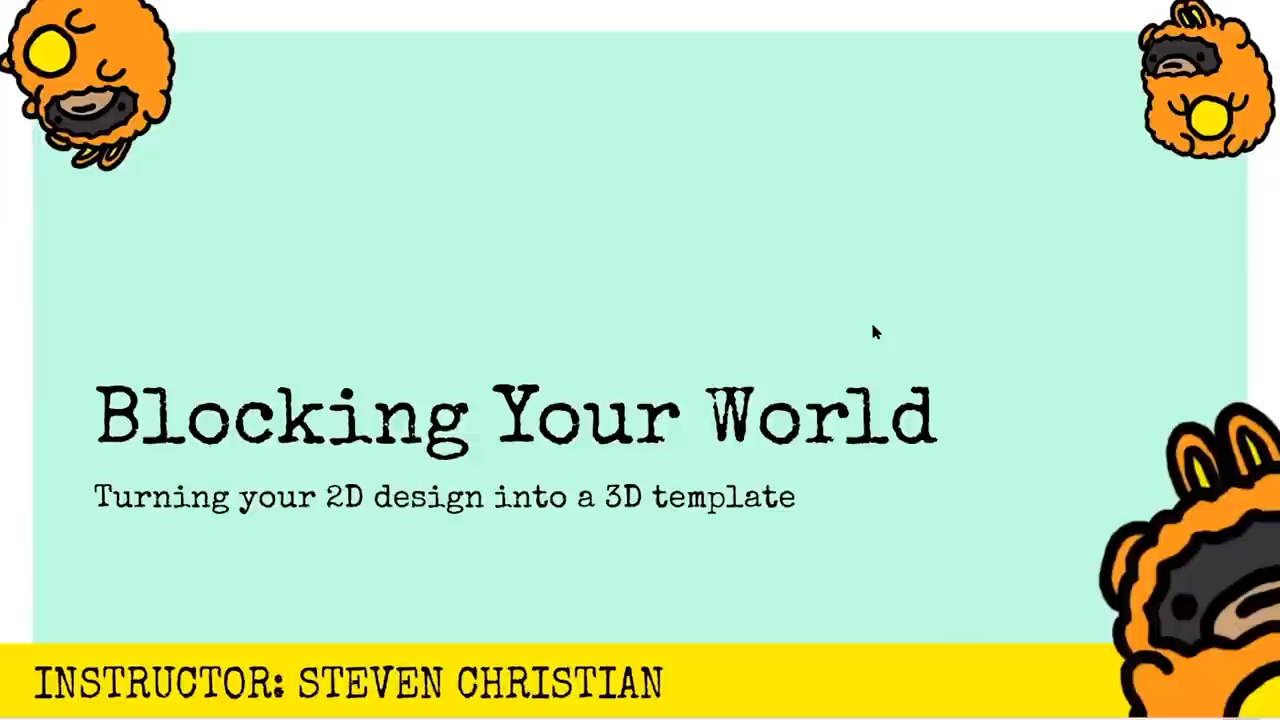 Blocking Your World
Turning your 2D design into a 3D template
INSTRUCTOR: STEVEN CHRISTIAN